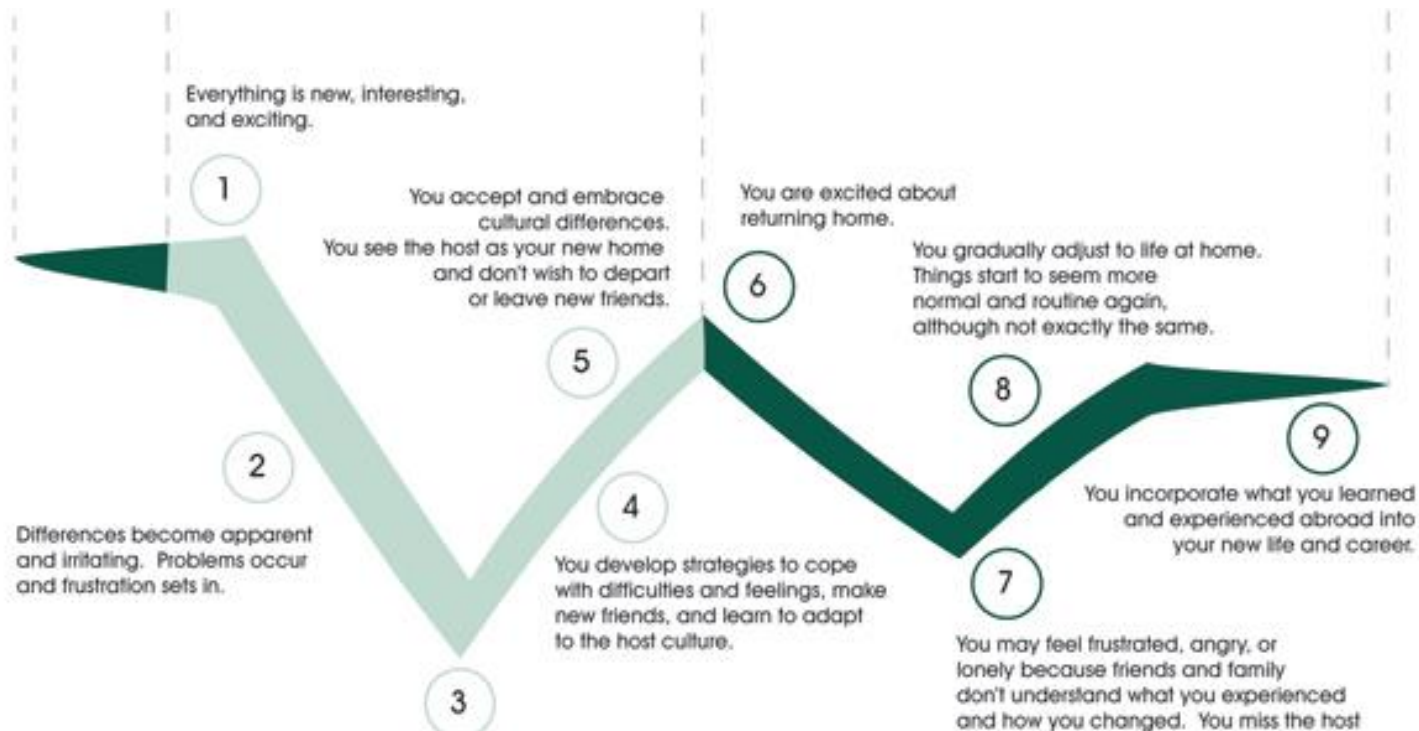 Everything is new, interesting,
and exciting.
1
You accept and embrace
cultural differences.
You see the host as your new home
and don't wish to depart
or leave new friends.
5
You are excited about
returning home.
6
You gradually adjust to life at home.
Things start to seem more
normal and routine again,
although not exactly the same.
8
2
Differences become apparent
and irritating. Problems occur
and frustration sets in.
4
You develop strategies to cope
with difficulties and feelings, make
new friends, and learn to adapt
to the host culture.
9
You incorporate what you learned
and experienced abroad into
your new life and career.
3
7
You may feel frustrated, angry, or
lonely because friends and family
don't understand what you experienced
and how you changed. You miss the host